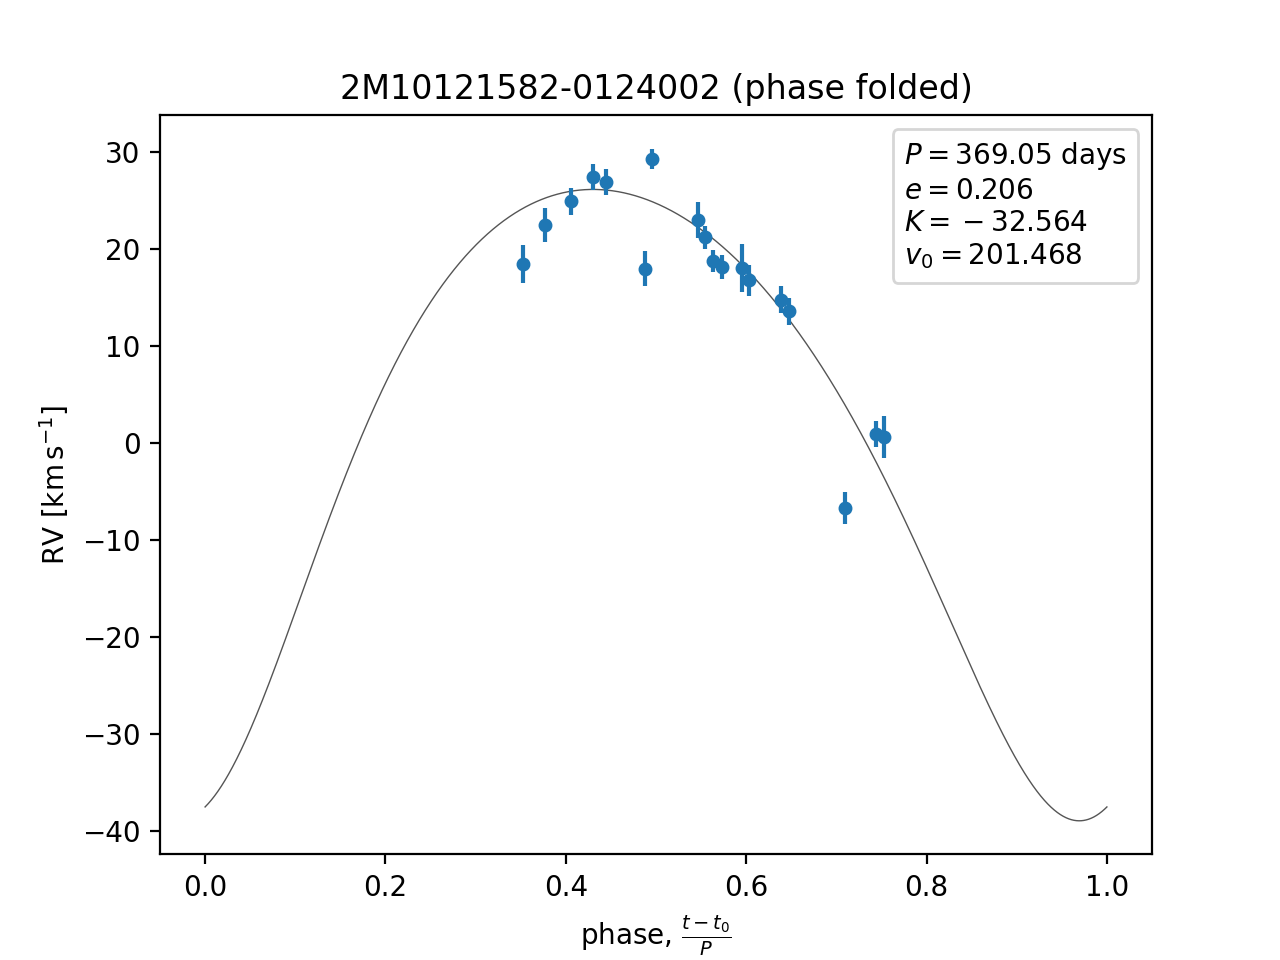 2M10121582-0124002 (phase folded)
P = 369.05 days
e = 0.206
K = − 32.564
v₀ = 201.468
30
20
10
0
−10
−20
−30
−40
RV [km s⁻¹]
0.0 0.2 0.4 0.6 0.8 1.0
phase, (t − t₀)/P